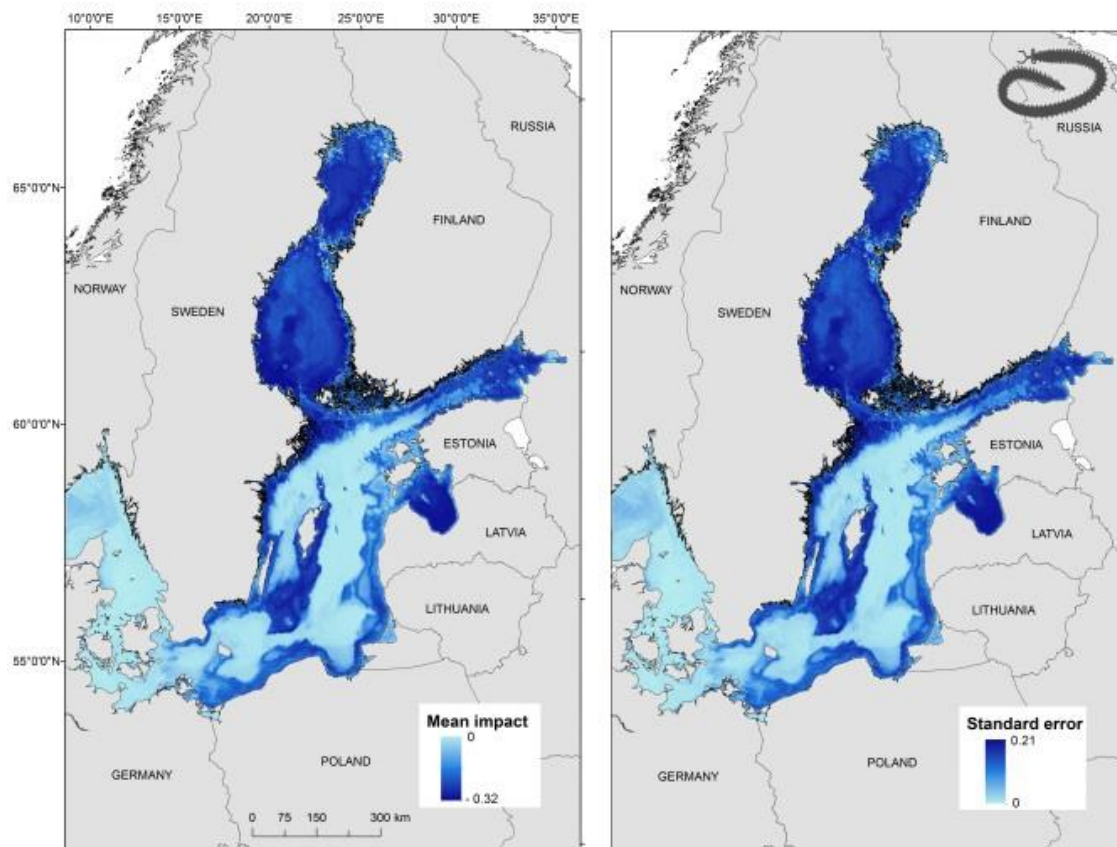 10°0'0"E 15°0'0"E 20°0'0"E 25°0'0"E 30°0'0"E 35°0'0"E
RUSSIA
65°0'0"N
FINLAND
NORWAY
SWEDEN
60°0'0"N
ESTONIA
LATVIA
LITHUANIA
55°0'0"N
Mean impact
0
- 0.32
POLAND
GERMANY
0 75 150 300 km
RUSSIA
FINLAND
NORWAY
SWEDEN
ESTONIA
LATVIA
LITHUANIA
Standard error
0.21
0
POLAND
GERMANY